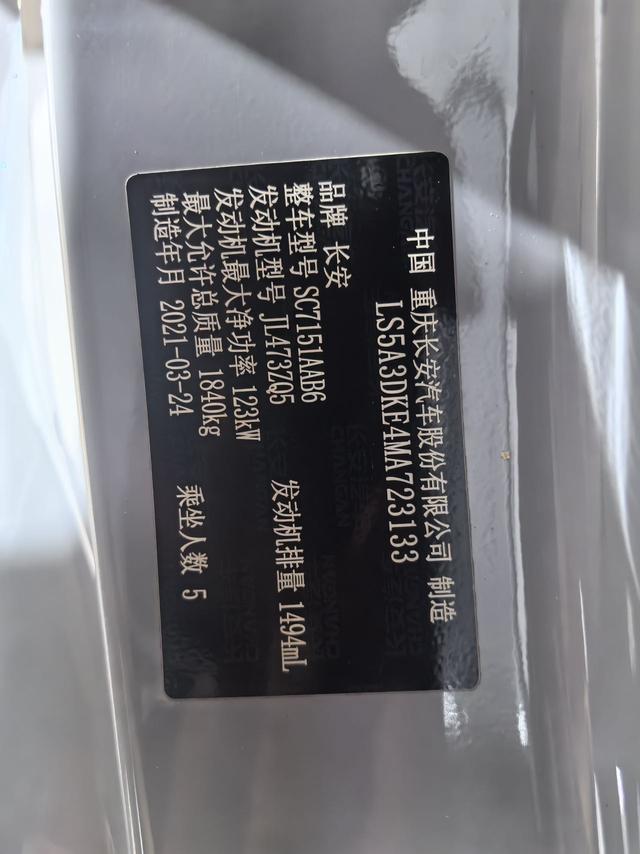 中国 重庆长安汽车股份有限公司 制造
LS5A3DKE4MA723133
品牌 长安
整车型号 SC7151AAB6
发动机型号 JL473ZQ5 发动机排量 1494mL
发动机最大净功率 123kW
最大允许总质量 1840kg
制造年月 2021-03-24 乘坐人数 5